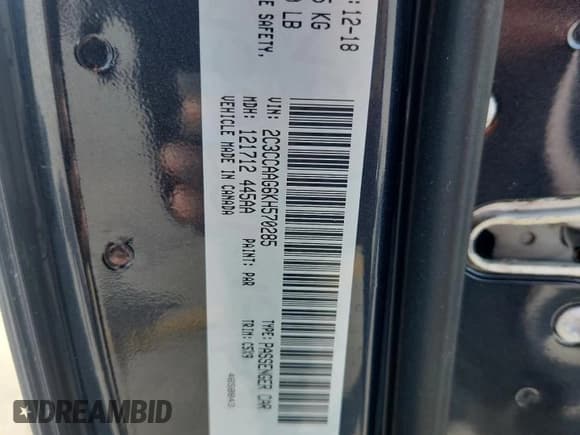 : 12-18
KG
LB
E SAFETY,
VIN: 2C3CCAAG6KH570285
TYPE: PASSENGER CAR
MDH: 121712 445AA
PAINT: PAR
TRIM: C5X9
VEHICLE MADE IN CANADA
DREAMBID